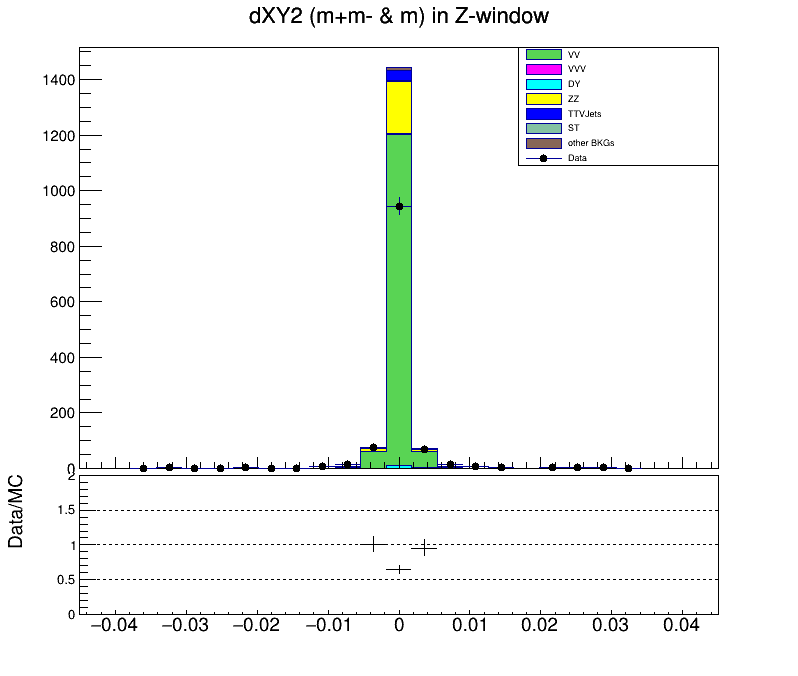 dXY2 (m+m- & m) in Z-window
1400
1200
1000
800
600
400
200
0
VV
VVV
DY
ZZ
TTVJets
ST
other BKGs
Data
Data/MC
2
1.5
1
0.5
0
−0.04 −0.03 −0.02 −0.01 0 0.01 0.02 0.03 0.04